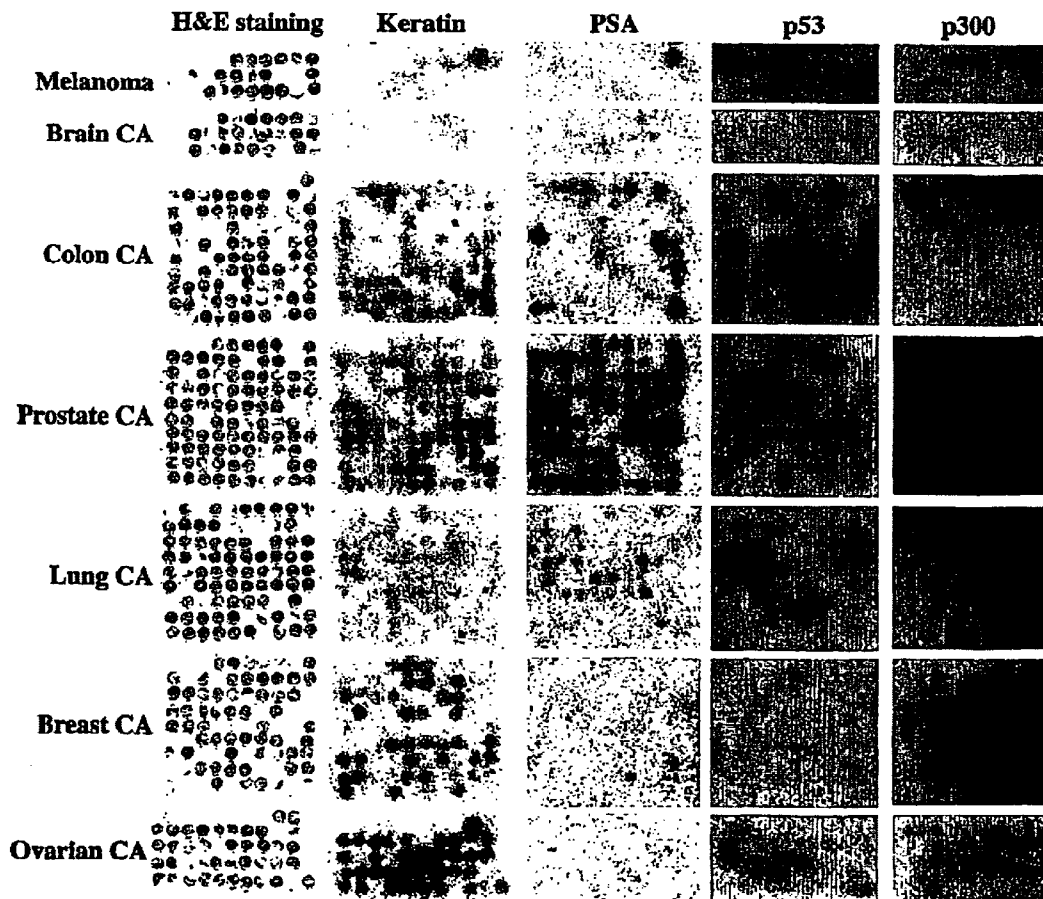 H&E staining Keratin PSA p53 p300
Melanoma
Brain CA
Colon CA
Prostate CA
Lung CA
Breast CA
Ovarian CA